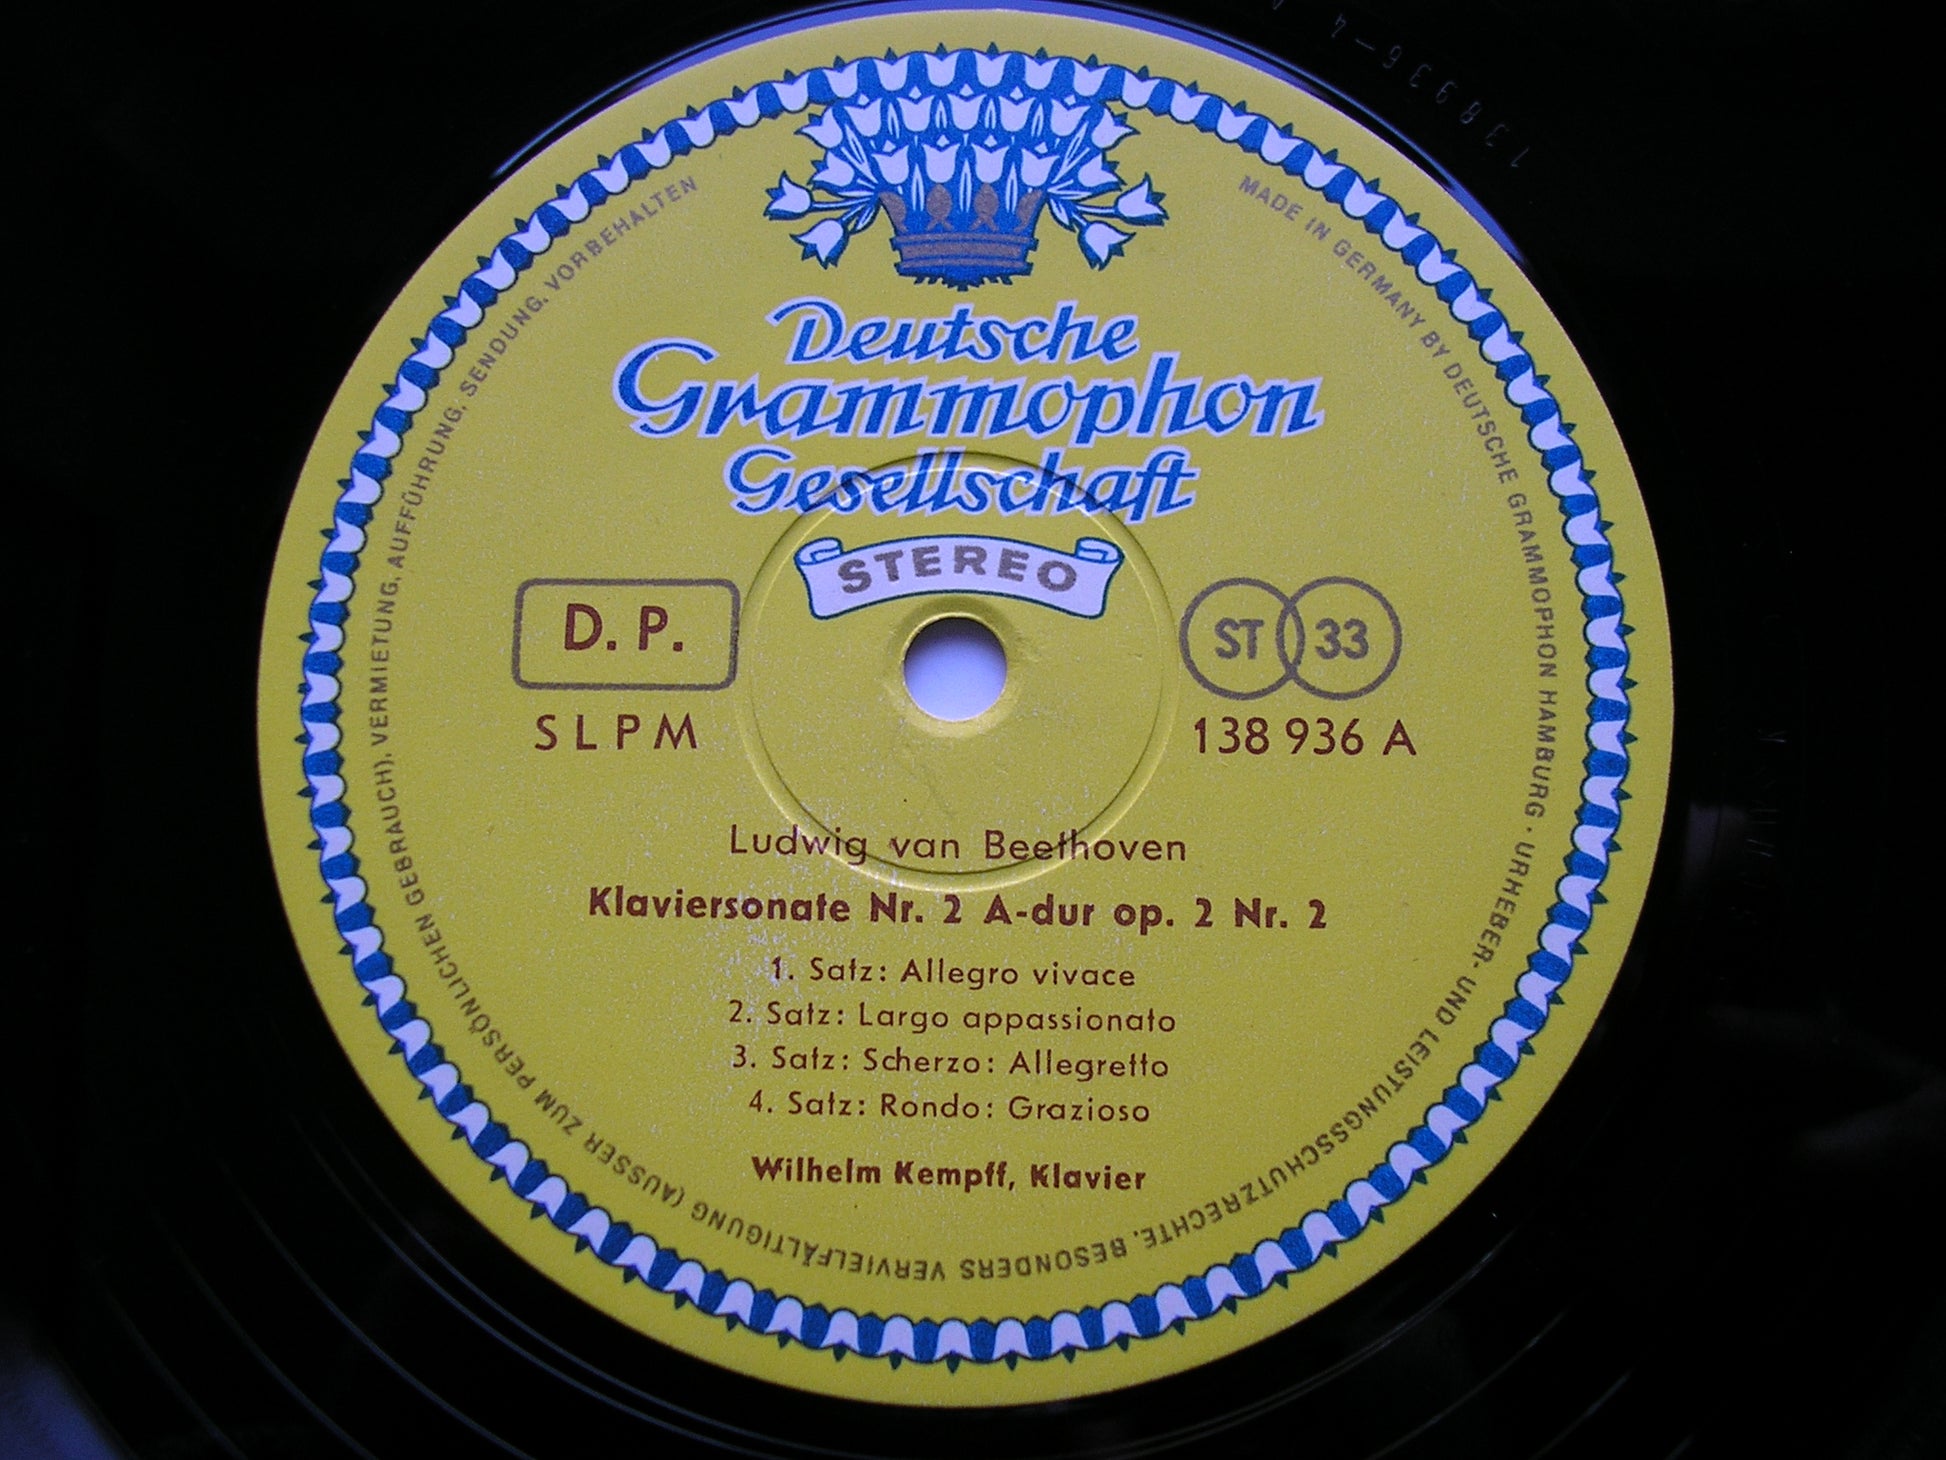 Deutsche
Grammophon
Gesellschaft
STEREO
D. P.
ST 33
SLPM
138 936 A
Ludwig van Beethoven
Klaviersonate Nr. 2 A-dur op. 2 Nr. 2
1. Satz: Allegro vivace
2. Satz: Largo appassionato
3. Satz: Scherzo: Allegretto
4. Satz: Rondo: Grazioso
Wilhelm Kempff, Klavier
MADE IN GERMANY BY DEUTSCHE GRAMMOPHON HAMBURG · URHEBER- UND LEISTUNGSSCHUTZRECHTE, BESONDERS VERVIELFÄLTIGUNG (AUSSER ZUM PERSÖNLICHEN GEBRAUCH), VERMIETUNG, AUFFÜHRUNG, SENDUNG, VORBEHALTEN
138936-4